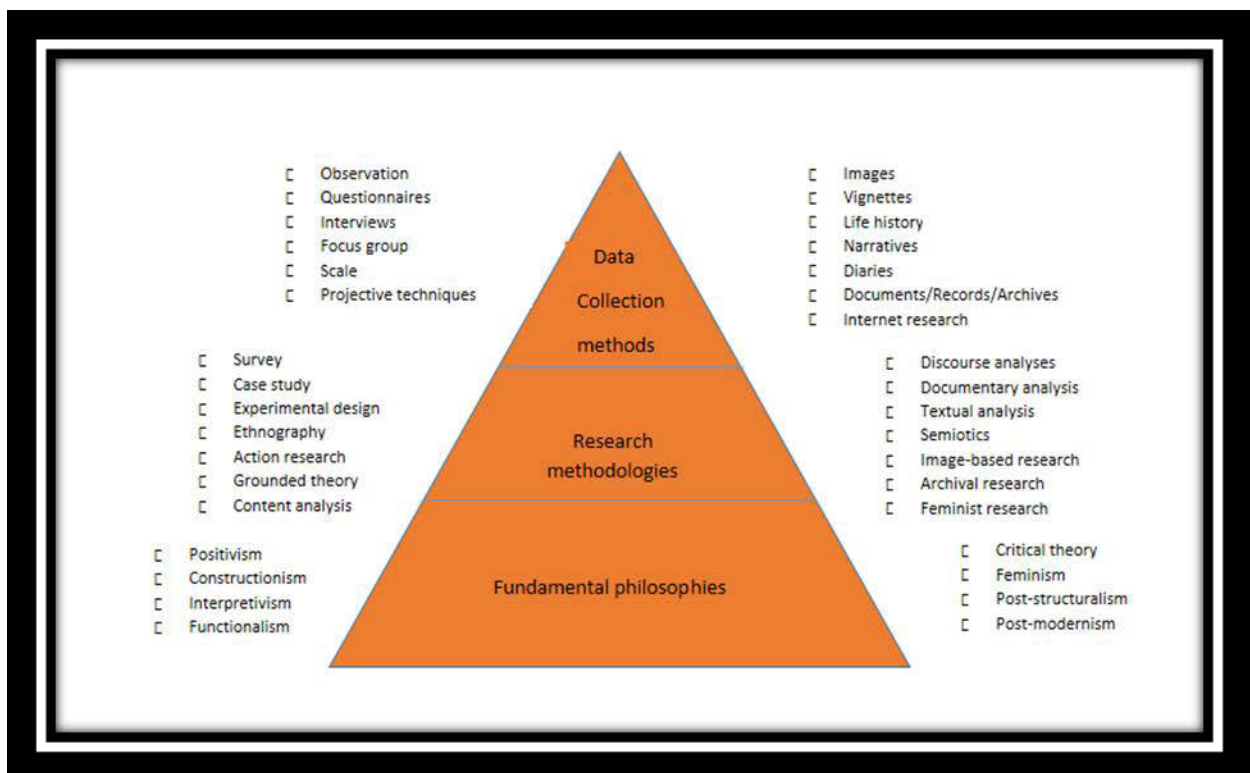 Observation
Questionnaires
Interviews
Focus group
Scale
Projective techniques
Images
Vignettes
Life history
Narratives
Diaries
Documents/Records/Archives
Internet research
Data
Collection
methods
Survey
Case study
Experimental design
Ethnography
Action research
Grounded theory
Content analysis
Discourse analyses
Documentary analysis
Textual analysis
Semiotics
Image-based research
Archival research
Feminist research
Research
methodologies
Positivism
Constructionism
Interpretivism
Functionalism
Critical theory
Feminism
Post-structuralism
Post-modernism
Fundamental philosophies